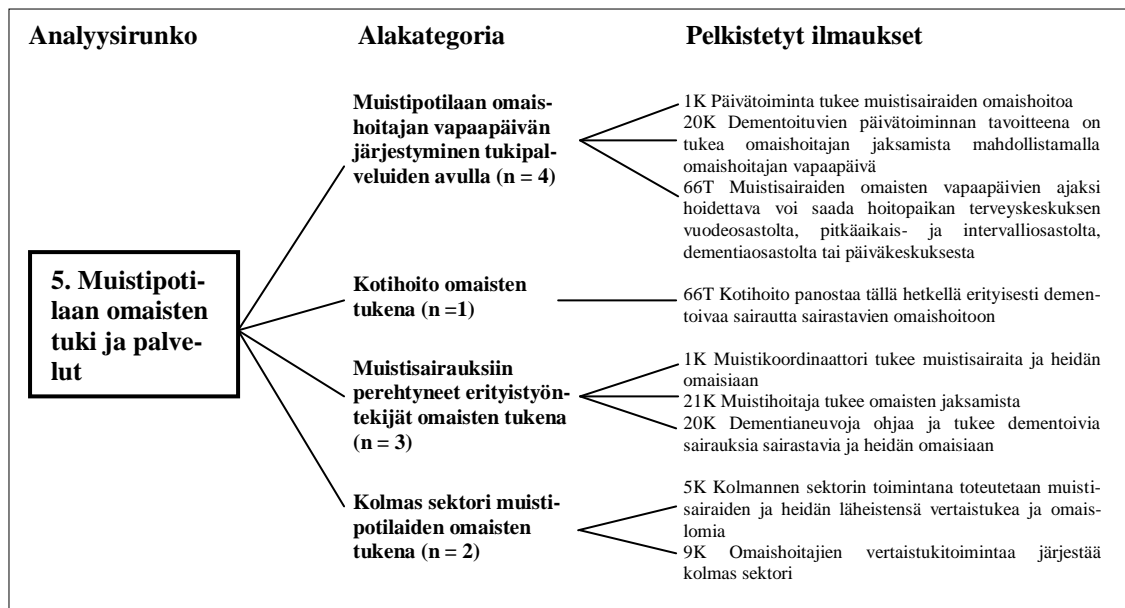 Analyysirunko
Alakategoria
Pelkistetyt ilmaukset
5. Muistipoti-
laan omaisten
tuki ja palve-
lut
Muistipotilaan omais-
hoitajan vapaapäivän
järjestyminen tukipal-
veluiden avulla (n = 4)
1K Päivätoiminta tukee muistisairaiden omaishoitoa
20K Dementoituvien päivätoiminnan tavoitteena on
tukea omaishoitajan jaksamista mahdollistamalla
omaishoitajan vapaapäivä
66T Muistisairaiden omaisten vapaapäivien ajaksi
hoidettava voi saada hoitopaikan terveyskeskuksen
vuodeosastolta, pitkäaikais- ja intervalliosastolta,
dementiaosastolta tai päiväkeskuksesta
Kotihoito omaisten
tukena (n =1)
66T Kotihoito panostaa tällä hetkellä erityisesti demen-
toivaa sairautta sairastavien omaishoitoon
Muistisairauksiin
perehtyneet erityistyön-
tekijät omaisten tukena
(n = 3)
1K Muistikoordinaattori tukee muistisairaita ja heidän
omaisiaan
21K Muistihoitaja tukee omaisten jaksamista
20K Dementianeuvoja ohjaa ja tukee dementoivia
sairauksia sairastavia ja heidän omaisiaan
Kolmas sektori muisti-
potilaiden omaisten
tukena (n = 2)
5K Kolmannen sektorin toimintana toteutetaan muisti-
sairaiden ja heidän läheistensä vertaistukea ja omais-
lomia
9K Omaishoitajien vertaistukitoimintaa järjestää
kolmas sektori